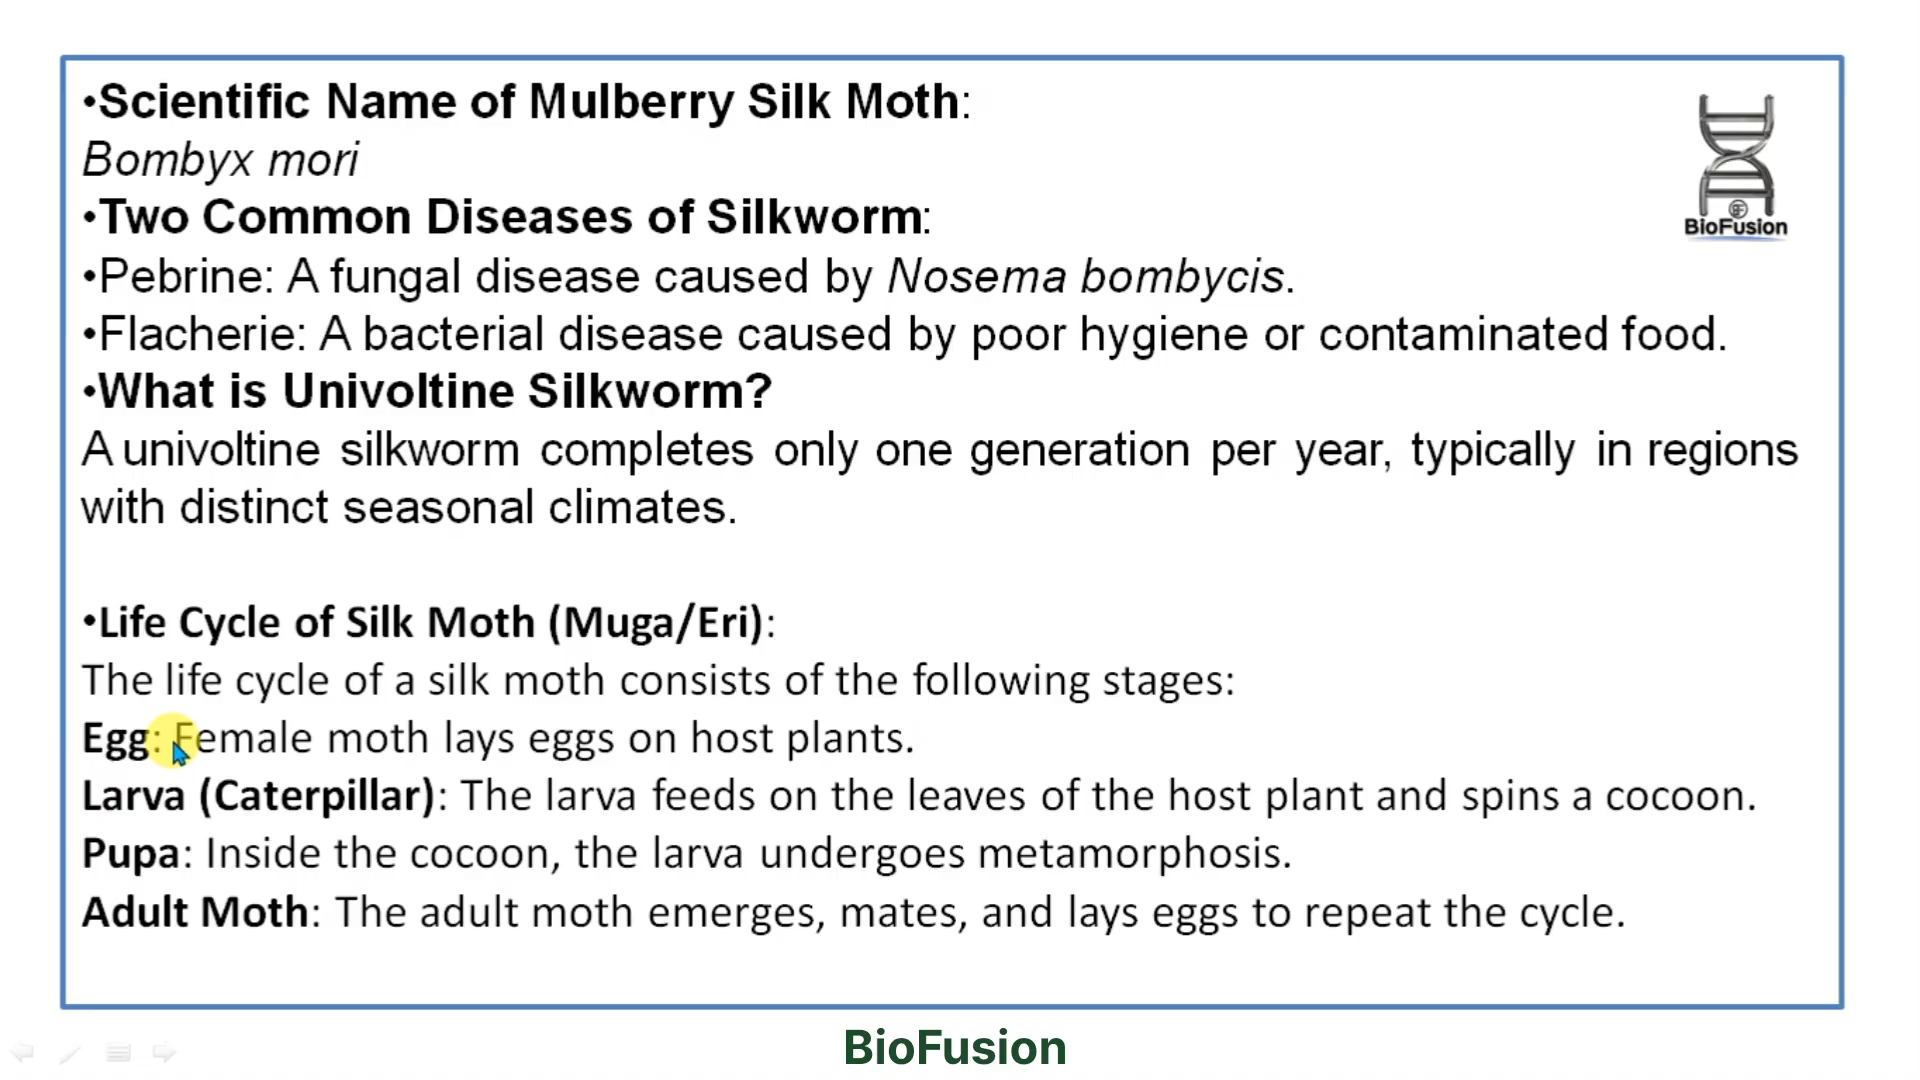 •Scientific Name of Mulberry Silk Moth:
Bombyx mori
•Two Common Diseases of Silkworm:
•Pebrine: A fungal disease caused by Nosema bombycis.
•Flacherie: A bacterial disease caused by poor hygiene or contaminated food.
•What is Univoltine Silkworm?
A univoltine silkworm completes only one generation per year, typically in regions
with distinct seasonal climates.
•Life Cycle of Silk Moth (Muga/Eri):
The life cycle of a silk moth consists of the following stages:
Egg: Female moth lays eggs on host plants.
Larva (Caterpillar): The larva feeds on the leaves of the host plant and spins a cocoon.
Pupa: Inside the cocoon, the larva undergoes metamorphosis.
Adult Moth: The adult moth emerges, mates, and lays eggs to repeat the cycle.
BioFusion
BioFusion